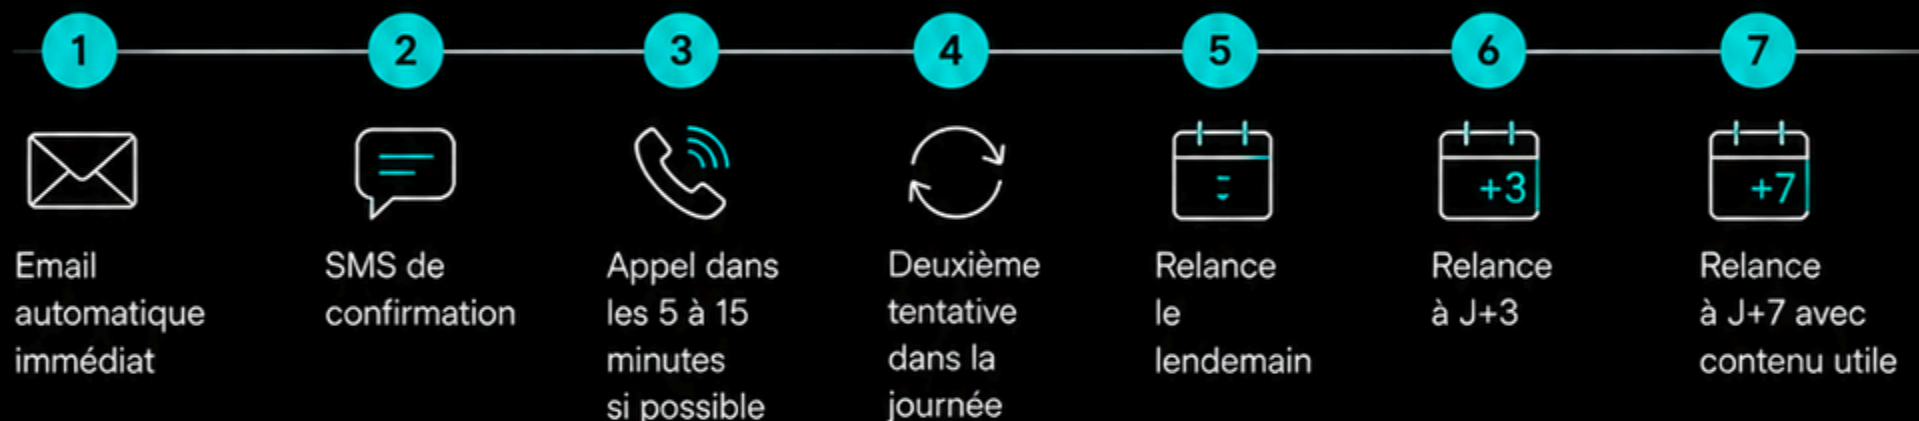 1
2
3
4
5
6
7
+3
+7
Email
automatique
immédiat
SMS de
confirmation
Appel dans
les 5 à 15
minutes
si possible
Deuxième
tentative
dans la
journée
Relance
le
lendemain
Relance
à J+3
Relance
à J+7 avec
contenu utile